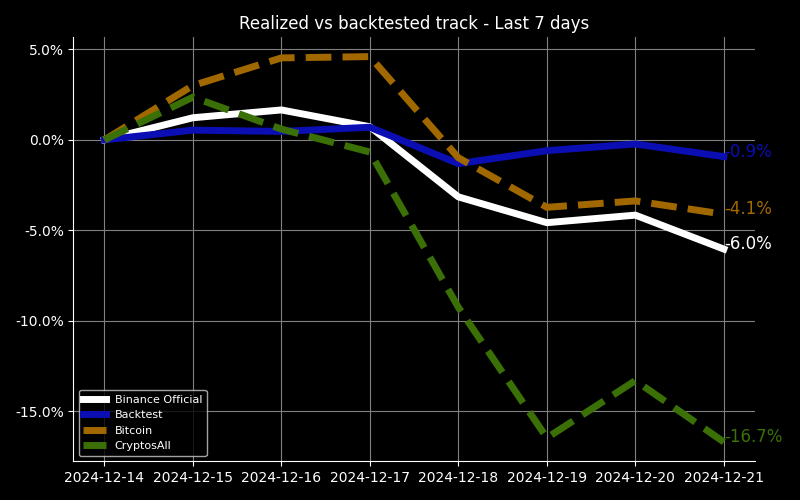 Realized vs backtested track - Last 7 days
5.0%
0.0%
-5.0%
-10.0%
-15.0%
-0.9%
-4.1%
-6.0%
-16.7%
Binance Official
Backtest
Bitcoin
CryptosAll
2024-12-14 2024-12-15 2024-12-16 2024-12-17 2024-12-18 2024-12-19 2024-12-20 2024-12-21